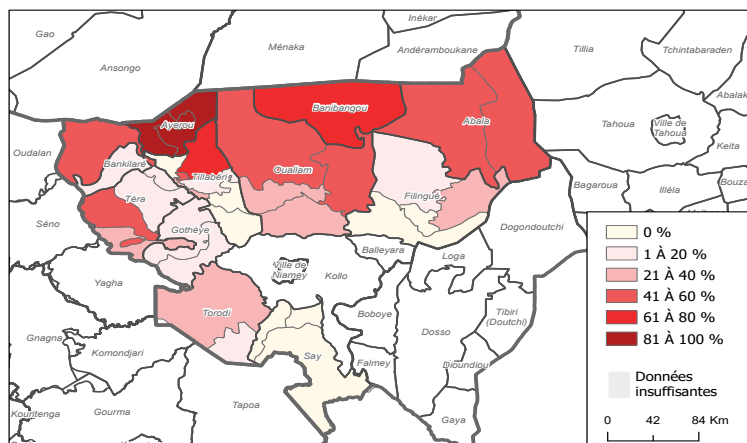 Inékar
Gao
Ménaka
Andéramboukane
Tillia
Tchintabaraden
Ansongo
Abalak
Banibangou
Ayerou
Abala
Tahoua
Ville de
Tahoua
Keita
Oudalan
Bankilaré
Tillabéri
Ouallam
Filingué
Bagaroua
Illéla
Bouza
Téra
Séno
Gothèye
Dogondoutchi
Balleyara
Loga
Ville de
Niamey
Kollo
Yagha
Torodi
Boboye
Tibiri
(Doutchi)
Dosso
Gnagna
Komondjari
Say
Falmey
Dioundiou
Tapoa
Kouritenga
Gourma
Gaya
0 %
1 À 20 %
21 À 40 %
41 À 60 %
61 À 80 %
81 À 100 %
Données
insuffisantes
0 42 84 Km